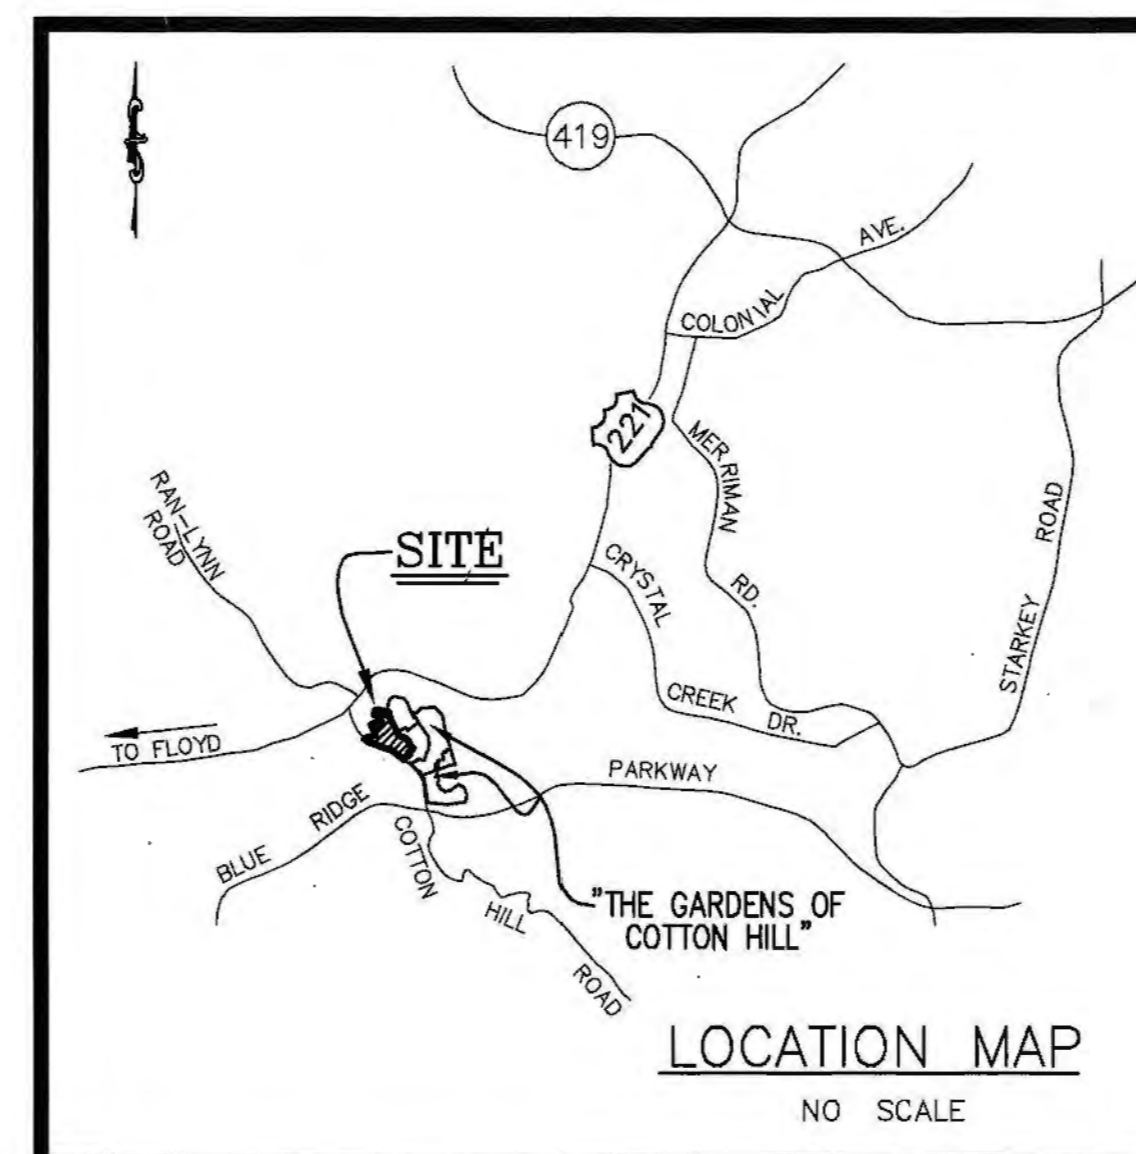 419
AVE.
COLONIAL
221
MERRIMAN
RD.
RAN-LYNN
ROAD
SITE
CRYSTAL
CREEK DR.
STARKEY ROAD
TO FLOYD
PARKWAY
BLUE RIDGE
COTTON
HILL
ROAD
"THE GARDENS OF
COTTON HILL"
LOCATION MAP
NO SCALE